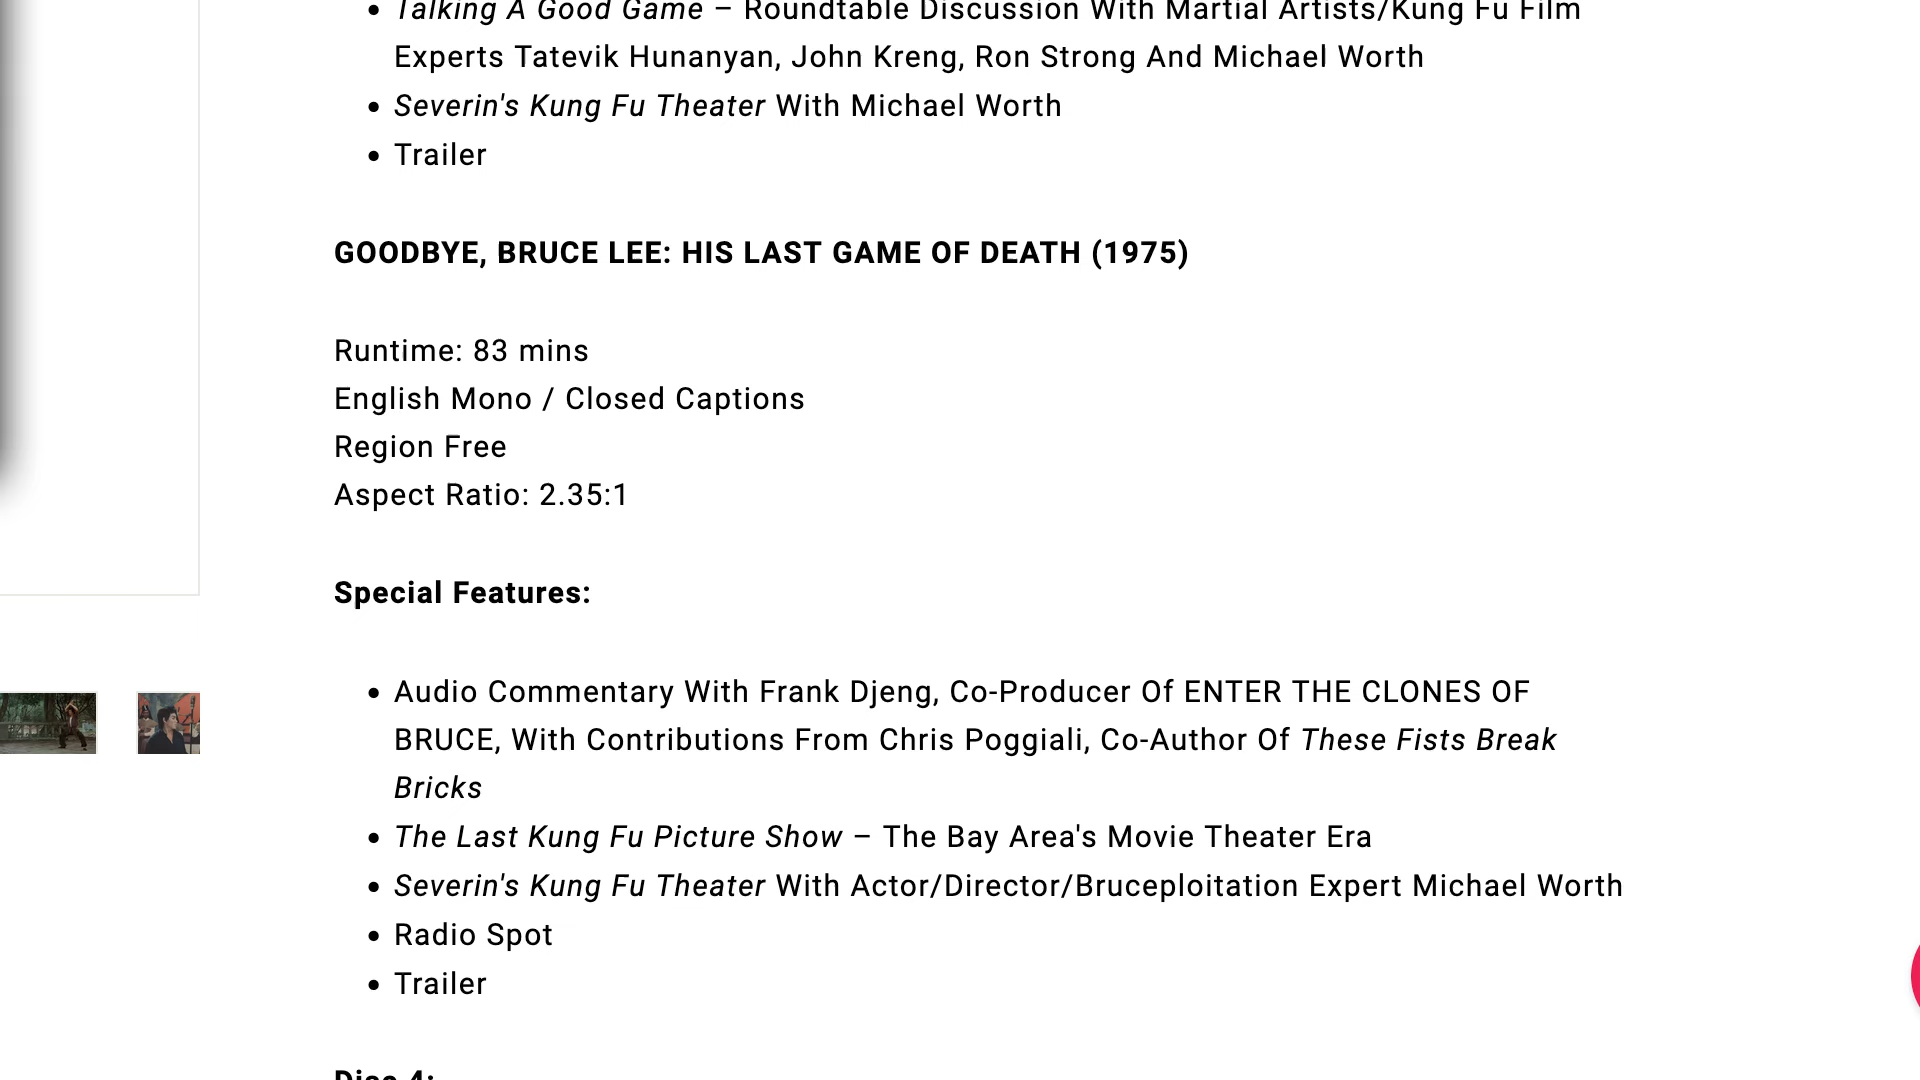 Talking A Good Game – Roundtable Discussion With Martial Artists/Kung Fu Film
Experts Tatevik Hunanyan, John Kreng, Ron Strong And Michael Worth
Severin's Kung Fu Theater With Michael Worth
Trailer
GOODBYE, BRUCE LEE: HIS LAST GAME OF DEATH (1975)
Runtime: 83 mins
English Mono / Closed Captions
Region Free
Aspect Ratio: 2.35:1
Special Features:
Audio Commentary With Frank Djeng, Co-Producer Of ENTER THE CLONES OF
BRUCE, With Contributions From Chris Poggiali, Co-Author Of These Fists Break
Bricks
The Last Kung Fu Picture Show – The Bay Area's Movie Theater Era
Severin's Kung Fu Theater With Actor/Director/Bruceploitation Expert Michael Worth
Radio Spot
Trailer
Disc 4: